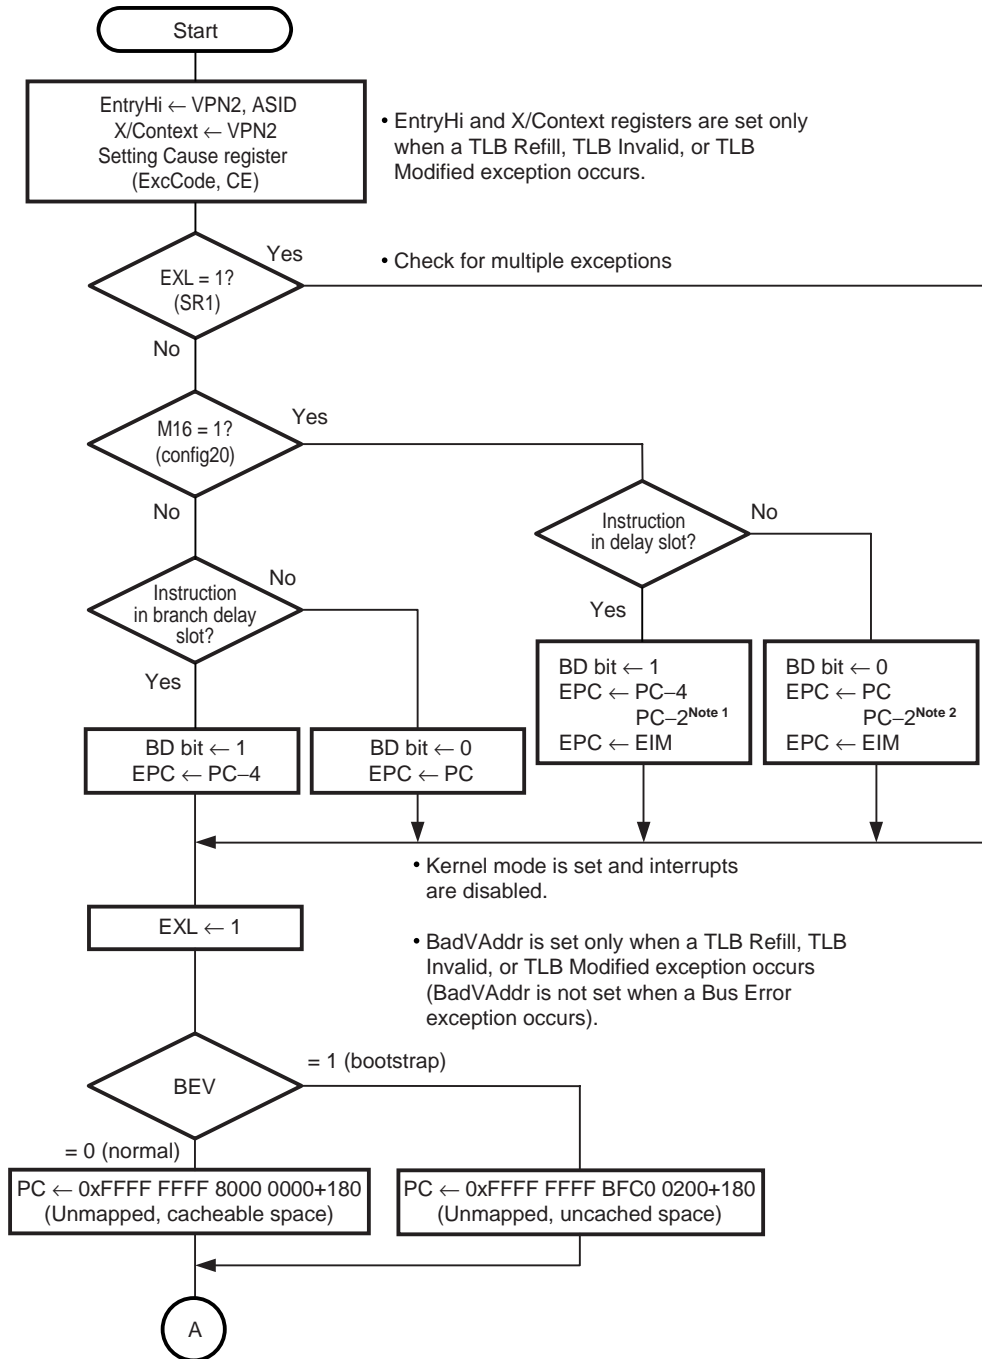 Start
EntryHi ← VPN2, ASID
X/Context ← VPN2
Setting Cause register
(ExcCode, CE)
• EntryHi and X/Context registers are set only
when a TLB Refill, TLB Invalid, or TLB
Modified exception occurs.
EXL = 1?
(SR1)
Yes
• Check for multiple exceptions
No
M16 = 1?
(config20)
Yes
No
Instruction
in delay slot?
No
Yes
Instruction
in branch delay
slot?
No
Yes
BD bit ← 1
EPC ← PC–4
PC–2Note 1
EPC ← EIM
BD bit ← 0
EPC ← PC
PC–2Note 2
EPC ← EIM
BD bit ← 1
EPC ← PC–4
BD bit ← 0
EPC ← PC
• Kernel mode is set and interrupts
are disabled.
EXL ← 1
• BadVAddr is set only when a TLB Refill, TLB
Invalid, or TLB Modified exception occurs
(BadVAddr is not set when a Bus Error
exception occurs).
BEV
= 1 (bootstrap)
= 0 (normal)
PC ← 0xFFFF FFFF 8000 0000+180
(Unmapped, cacheable space)
PC ← 0xFFFF FFFF BFC0 0200+180
(Unmapped, uncached space)
A